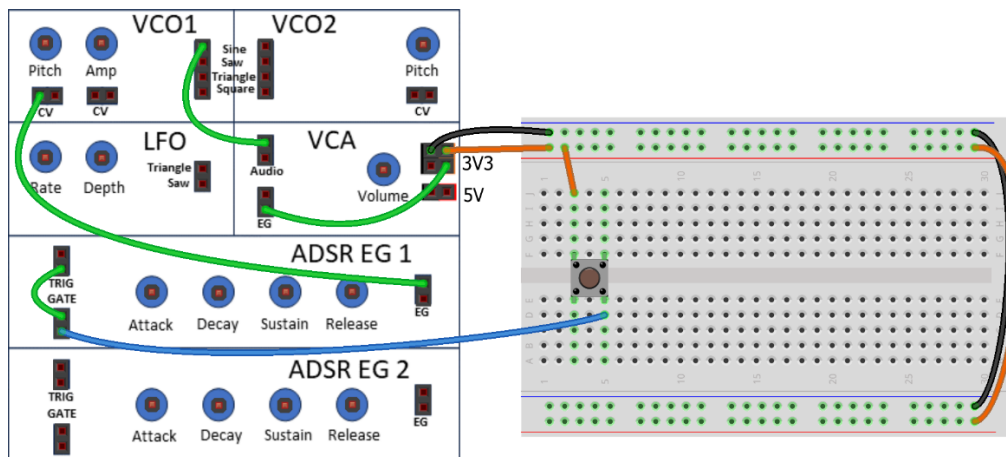 VCO1
VCO2
Pitch
Amp
Sine
Saw
Triangle
Square
Pitch
CV
CV
CV
LFO
VCA
Triangle
Saw
Audio
3V3
Rate
Depth
Volume
5V
EG
ADSR EG 1
TRIG
GATE
Attack
Decay
Sustain
Release
EG
ADSR EG 2
TRIG
GATE
Attack
Decay
Sustain
Release
EG
1 5 10 15 20 25 30
J
I
H
G
F
E
D
C
B
A
1 5 10 15 20 25 30